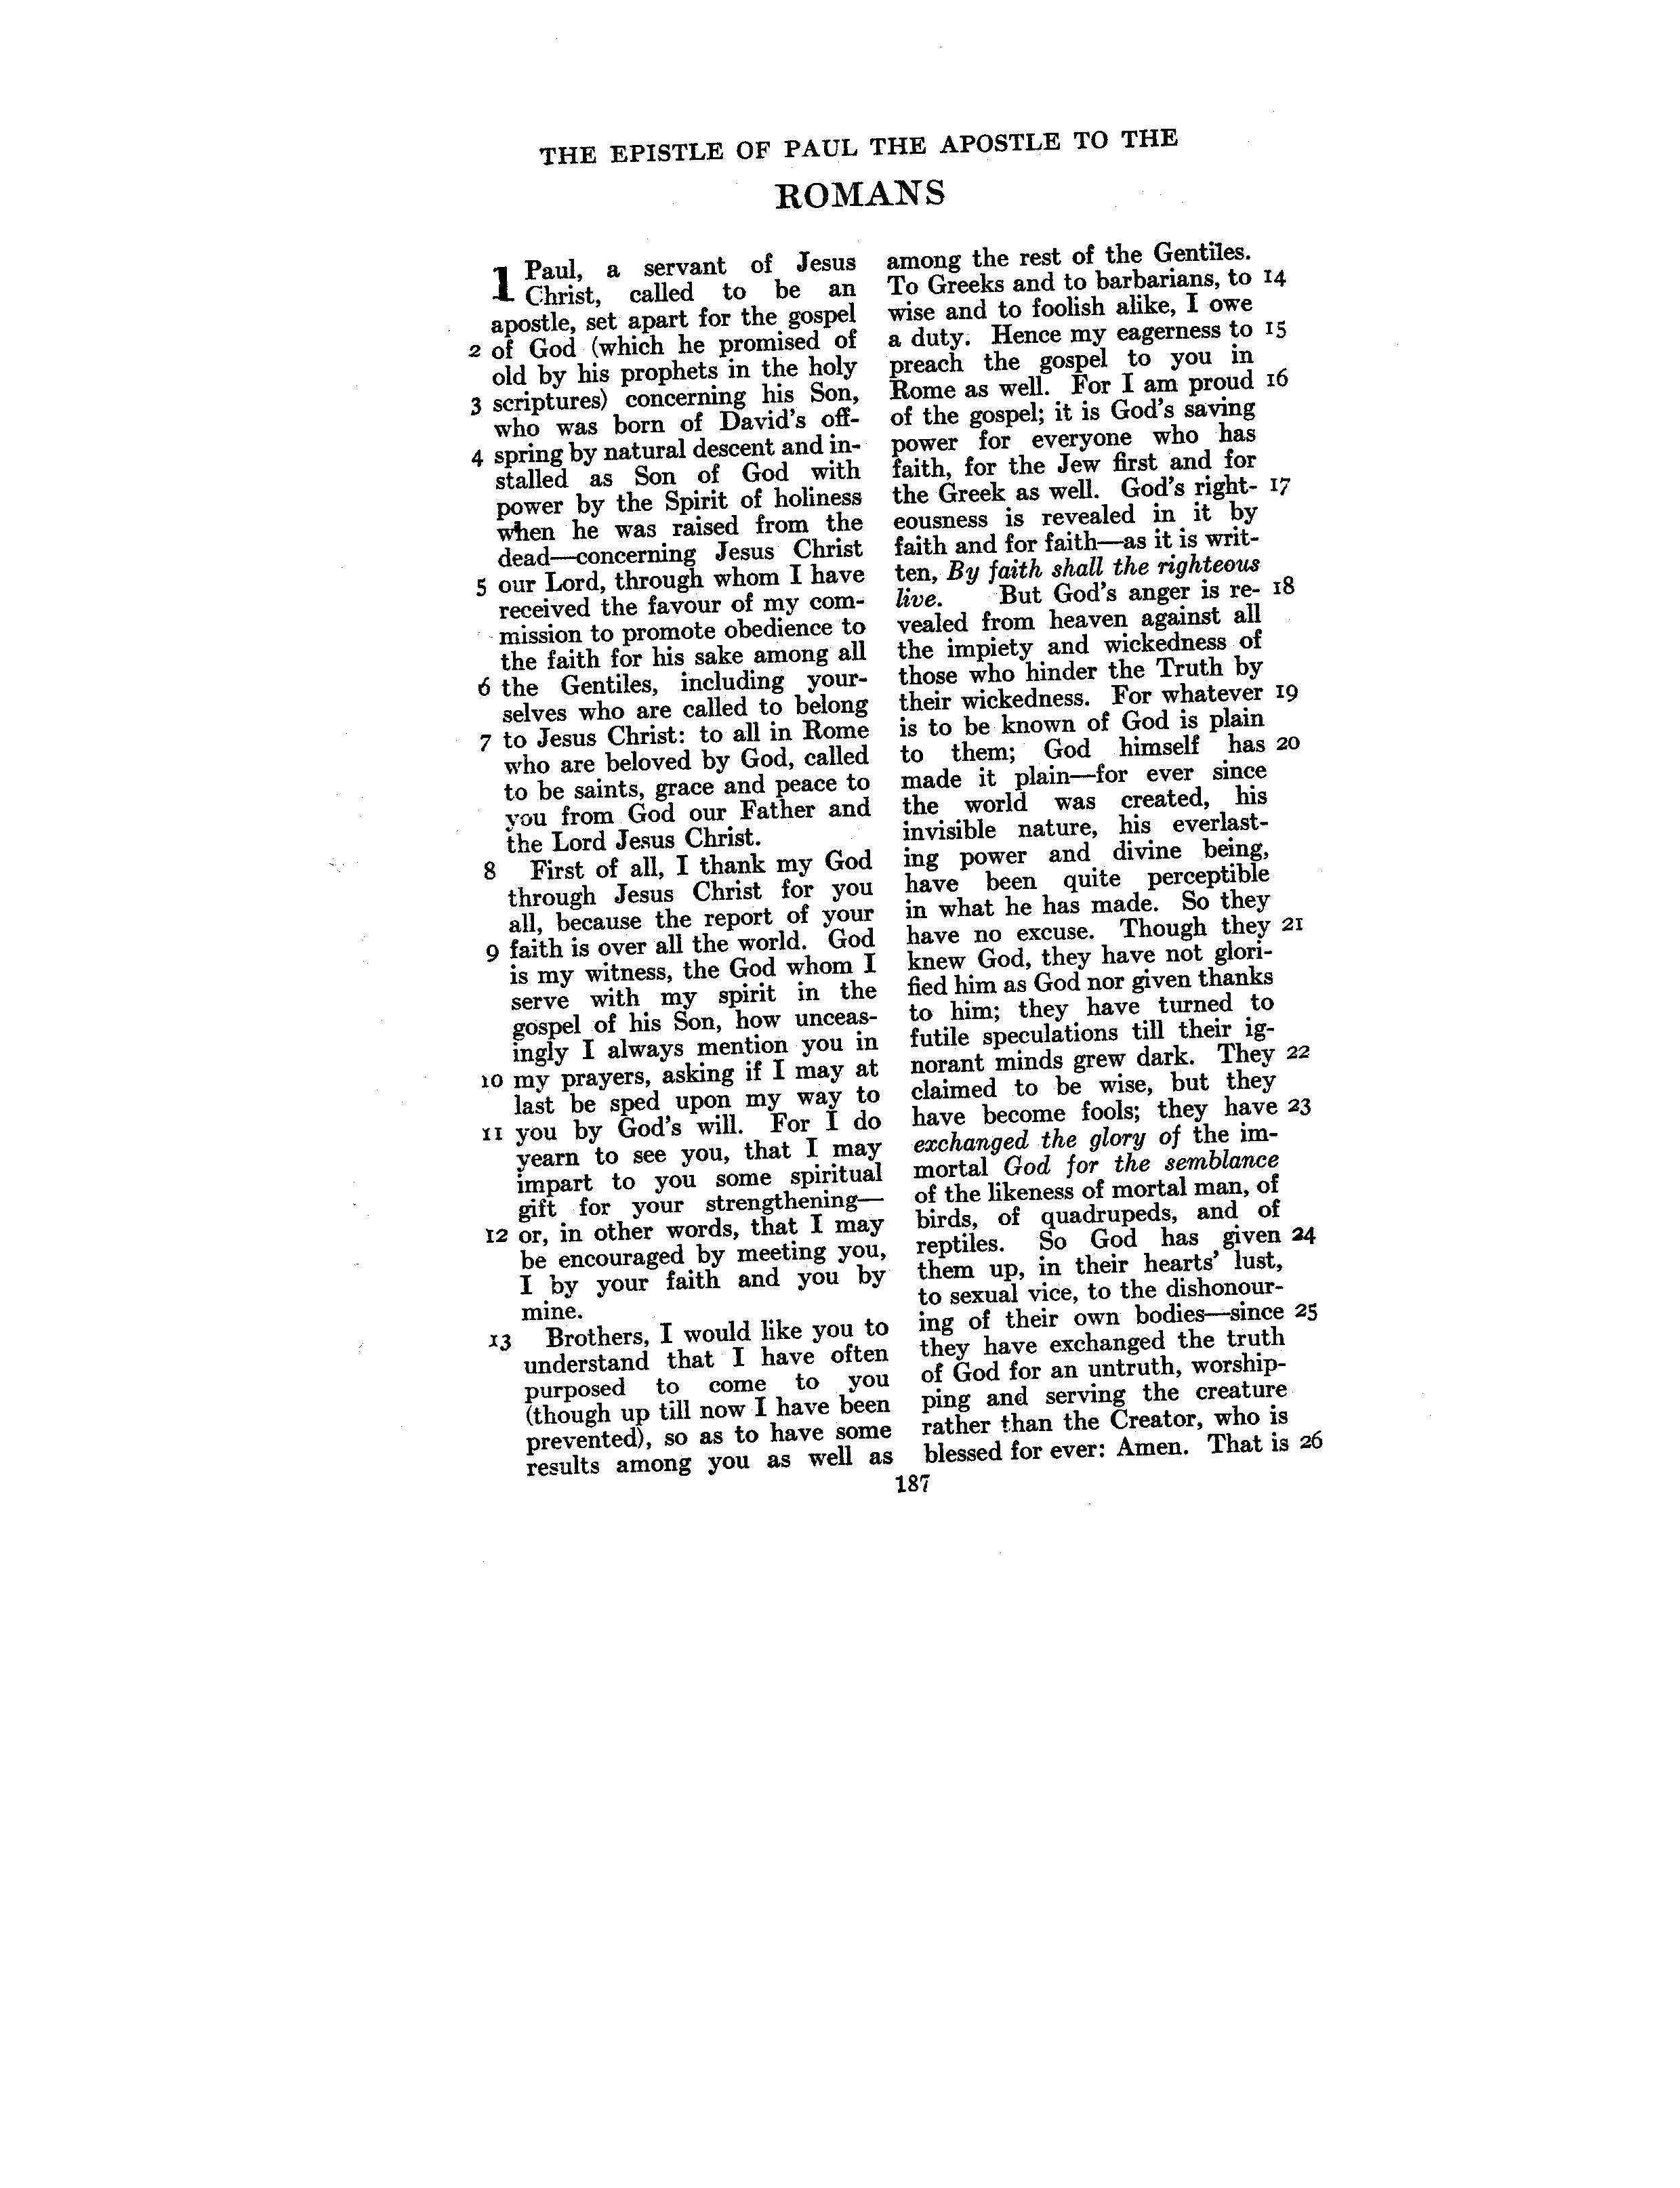 THE EPISTLE OF PAUL THE APOSTLE TO THE
ROMANS
1 Paul, a servant of Jesus
Christ, called to be an
apostle, set apart for the gospel
2 of God (which he promised of
old by his prophets in the holy
3 scriptures) concerning his Son,
who was born of David's off-
4 spring by natural descent and in-
stalled as Son of God with
power by the Spirit of holiness
when he was raised from the
dead—concerning Jesus Christ
5 our Lord, through whom I have
received the favour of my com-
mission to promote obedience to
the faith for his sake among all
6 the Gentiles, including your-
selves who are called to belong
7 to Jesus Christ: to all in Rome
who are beloved by God, called
to be saints, grace and peace to
you from God our Father and
the Lord Jesus Christ.
8 First of all, I thank my God
through Jesus Christ for you
all, because the report of your
9 faith is over all the world. God
is my witness, the God whom I
serve with my spirit in the
gospel of his Son, how unceas-
ingly I always mention you in
10 my prayers, asking if I may at
last be sped upon my way to
11 you by God's will. For I do
yearn to see you, that I may
impart to you some spiritual
gift for your strengthening—
12 or, in other words, that I may
be encouraged by meeting you,
I by your faith and you by
mine.
13 Brothers, I would like you to
understand that I have often
purposed to come to you
(though up till now I have been
prevented), so as to have some
results among you as well as
among the rest of the Gentiles.
To Greeks and to barbarians, to 14
wise and to foolish alike, I owe
a duty. Hence my eagerness to 15
preach the gospel to you in
Rome as well. For I am proud 16
of the gospel; it is God's saving
power for everyone who has
faith, for the Jew first and for
the Greek as well. God's right- 17
eousness is revealed in it by
faith and for faith—as it is writ-
ten, By faith shall the righteous
live. But God's anger is re- 18
vealed from heaven against all
the impiety and wickedness of
those who hinder the Truth by
their wickedness. For whatever 19
is to be known of God is plain
to them; God himself has 20
made it plain—for ever since
the world was created, his
invisible nature, his everlast-
ing power and divine being,
have been quite perceptible
in what he has made. So they
have no excuse. Though they 21
knew God, they have not glori-
fied him as God nor given thanks
to him; they have turned to
futile speculations till their ig-
norant minds grew dark. They 22
claimed to be wise, but they
have become fools; they have 23
exchanged the glory of the im-
mortal God for the semblance
of the likeness of mortal man, of
birds, of quadrupeds, and of
reptiles. So God has given 24
them up, in their hearts' lust,
to sexual vice, to the dishonour-
ing of their own bodies—since 25
they have exchanged the truth
of God for an untruth, worship-
ping and serving the creature
rather than the Creator, who is
blessed for ever: Amen. That is 26
187